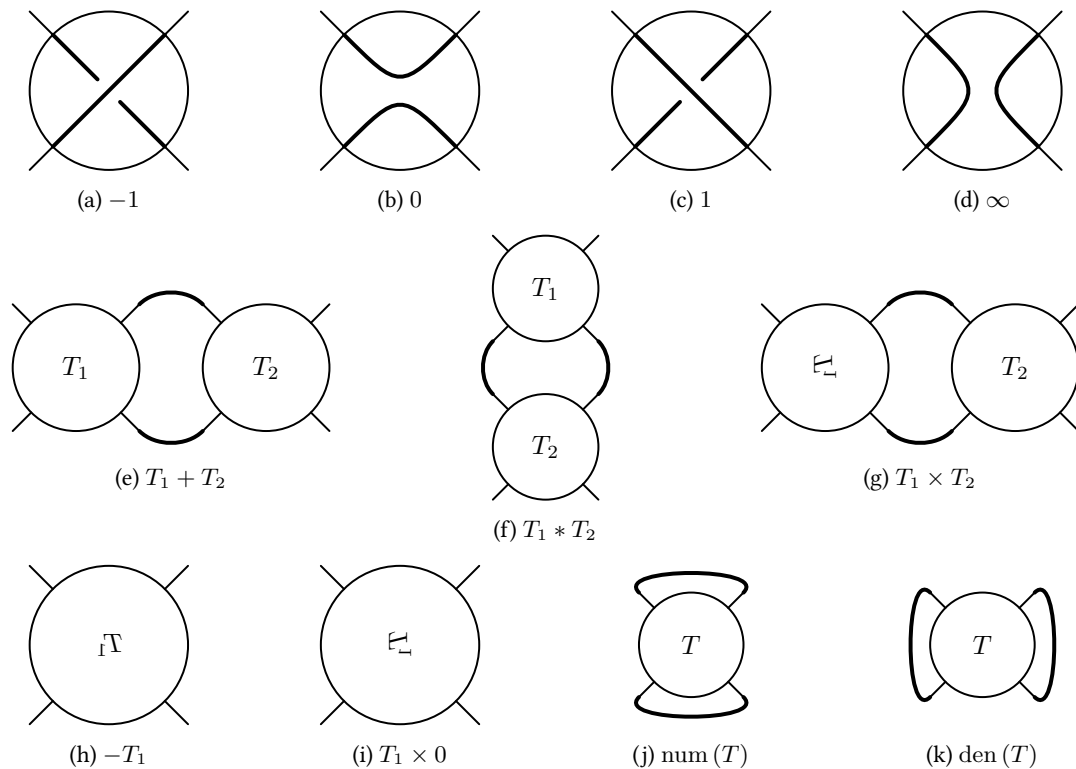 (a) −1
(b) 0
(c) 1
(d) ∞
T₁
T₂
(e) T₁ + T₂
T₁
T₂
(f) T₁ ∗ T₂
T₁
T₂
(g) T₁ × T₂
T₁
(h) −T₁
T₁
(i) T₁ × 0
T
(j) num (T)
T
(k) den (T)